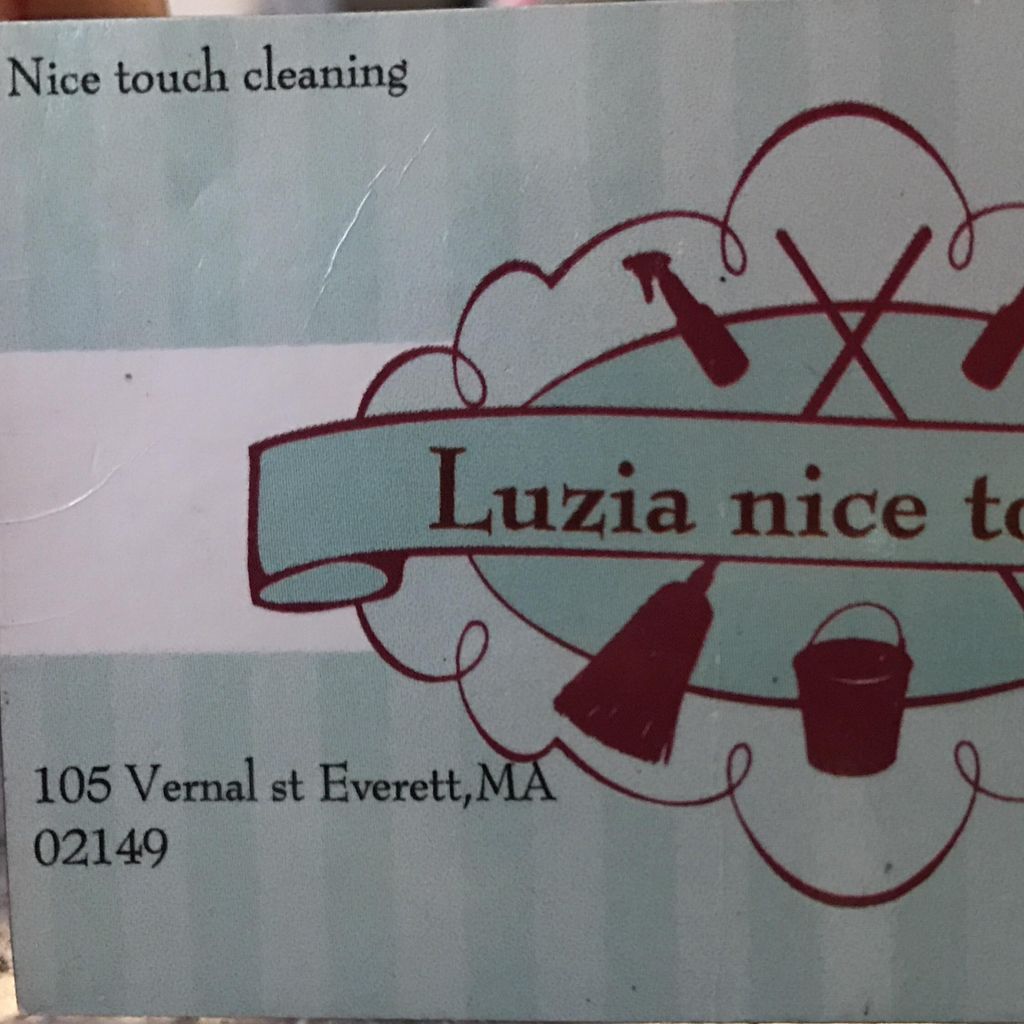 Nice touch cleaning
Luzia nice
105 Vernal st Everett, MA
02149